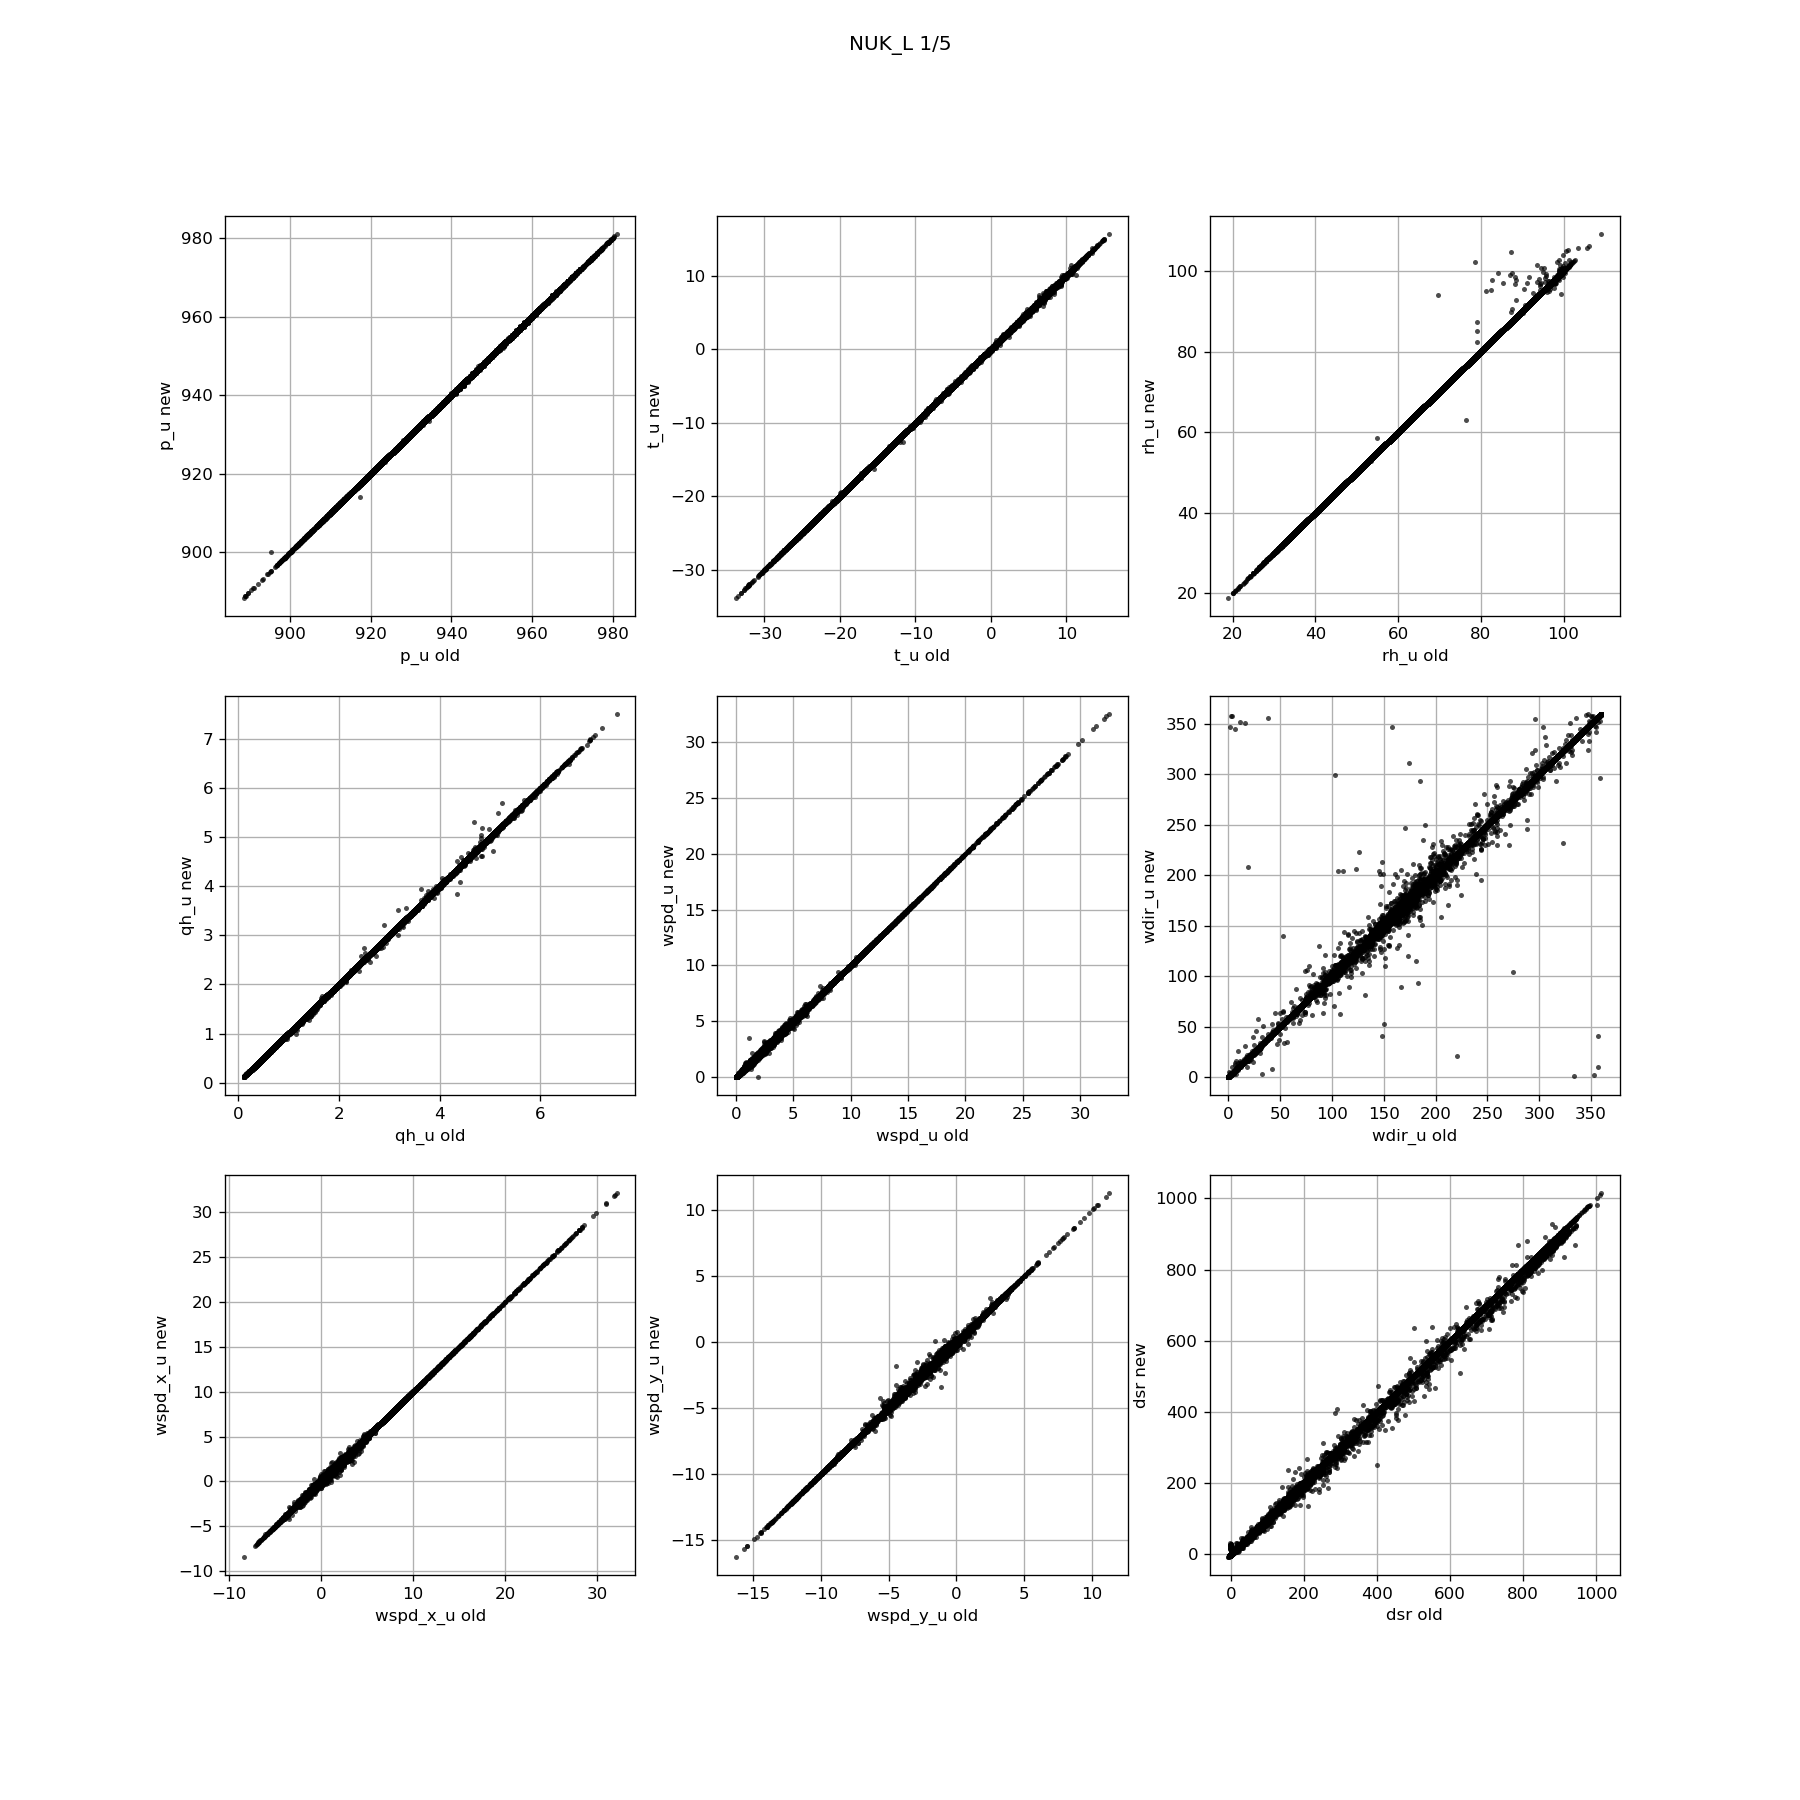 NUK_L 1/5
980
960
940
920
900
p_u new
900 920 940 960 980
p_u old
10
0
−10
−20
−30
t_u new
−30 −20 −10 0 10
t_u old
100
80
60
40
20
rh_u new
20 40 60 80 100
rh_u old
7
6
5
4
3
2
1
0
qh_u new
0 2 4 6
qh_u old
30
25
20
15
10
5
0
wspd_u new
0 5 10 15 20 25 30
wspd_u old
350
300
250
200
150
100
50
0
wdir_u new
0 50 100 150 200 250 300 350
wdir_u old
30
25
20
15
10
5
0
−5
−10
wspd_x_u new
−10 0 10 20 30
wspd_x_u old
10
5
0
−5
−10
−15
wspd_y_u new
−15 −10 −5 0 5 10
wspd_y_u old
1000
800
600
400
200
0
dsr new
0 200 400 600 800 1000
dsr old